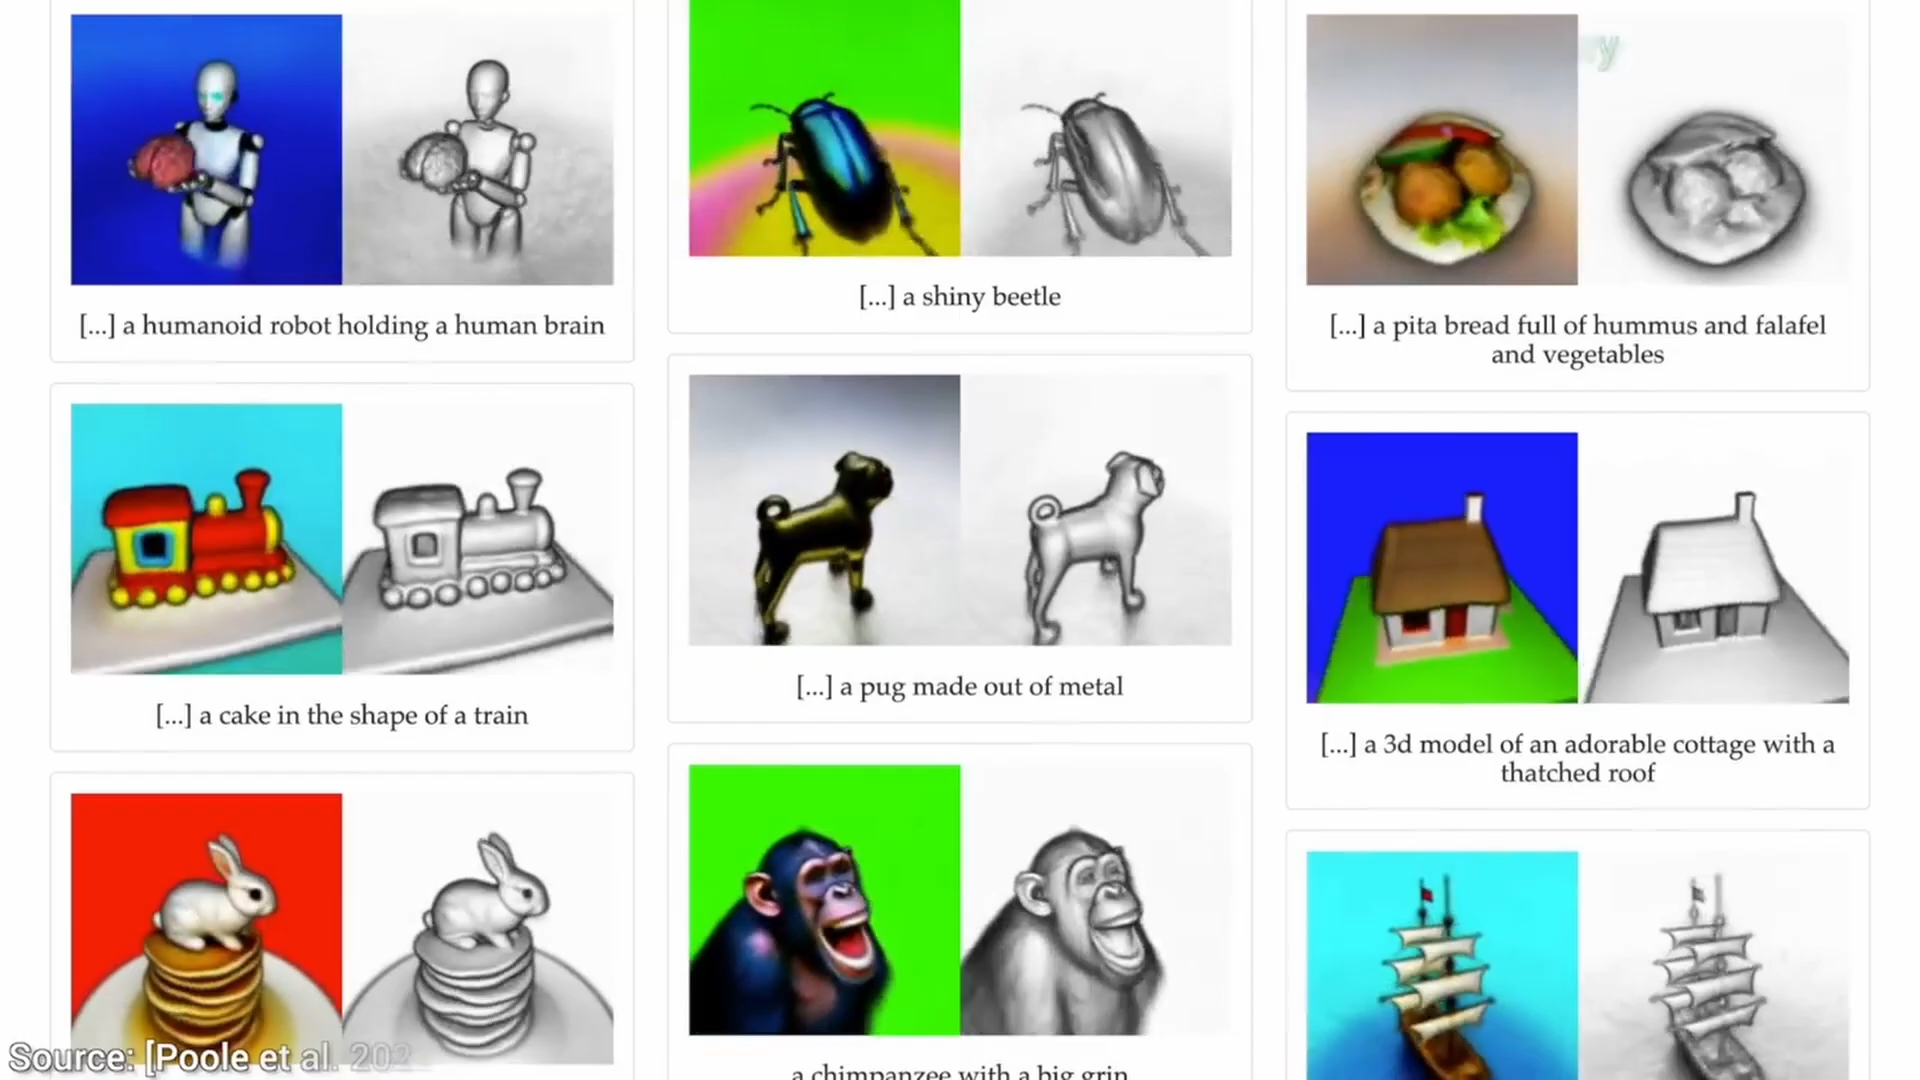 [...] a humanoid robot holding a human brain
[...] a shiny beetle
[...] a pita bread full of hummus and falafel
and vegetables
[...] a cake in the shape of a train
[...] a pug made out of metal
[...] a 3d model of an adorable cottage with a
thatched roof
a chimpanzee with a big grin
Source: [Poole et al.